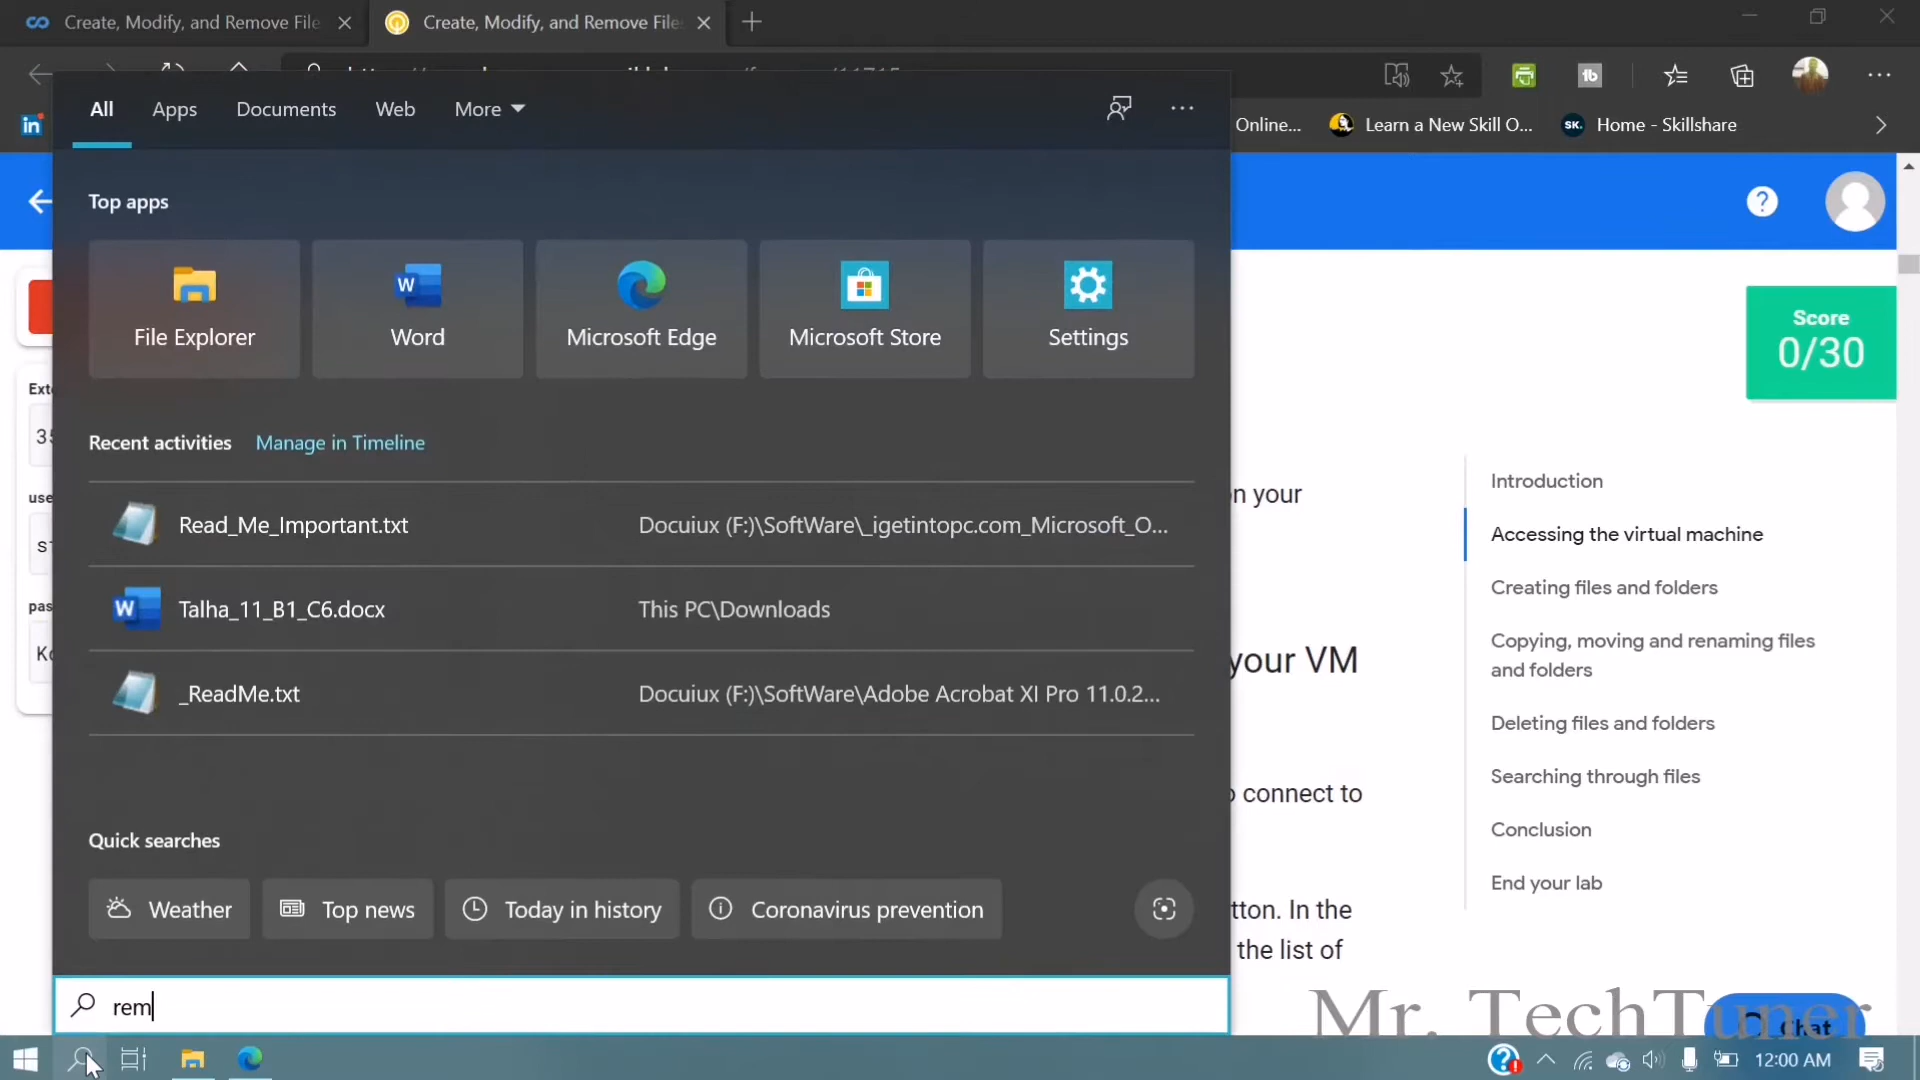 Create, Modify, and Remove File
Create, Modify, and Remove File
in
Online...
Learn a New Skill O...
SK.
Home - Skillshare
All
Apps
Documents
Web
More
Top apps
File Explorer
Word
Microsoft Edge
Microsoft Store
Settings
Score
0/30
Recent activities
Manage in Timeline
Read_Me_Important.txt
Docuiux (F:)\SoftWare\_igetintopc.com_Microsoft_O...
Talha_11_B1_C6.docx
This PC\Downloads
_ReadMe.txt
Docuiux (F:)\SoftWare\Adobe Acrobat XI Pro 11.0.2...
Quick searches
Weather
Top news
Today in history
Coronavirus prevention
rem
on your
your VM
connect to
tton. In the
the list of
Introduction
Accessing the virtual machine
Creating files and folders
Copying, moving and renaming files
and folders
Deleting files and folders
Searching through files
Conclusion
End your lab
Chat
Mr. TechTuner
12:00 AM